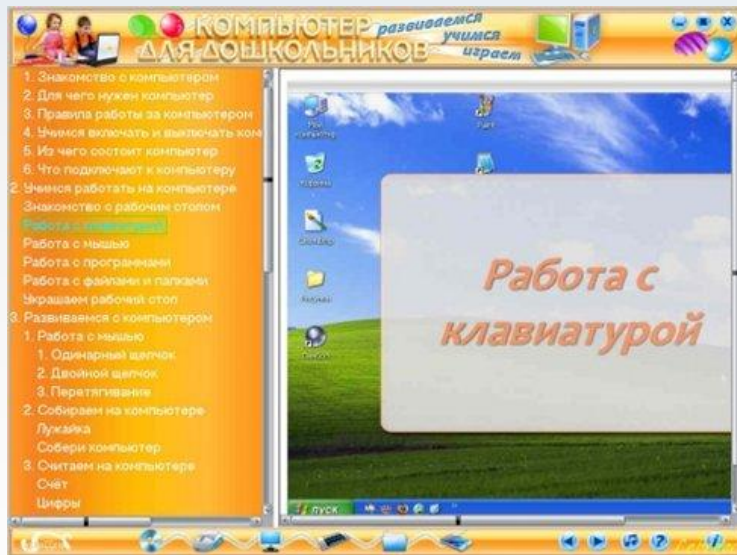 КОМПЬЮТЕР
ДЛЯ ДОШКОЛЬНИКОВ
развиваемся
учимся
играем
1. Знакомство с компьютером
2. Для чего нужен компьютер
3. Правила работы за компьютером
4. Учимся включать и выключать ком
5. Из чего состоит компьютер
6. Что подключают к компьютеру
2. Учимся работать на компьютере
Знакомство с рабочим столом
Работа с клавиатурой
Работа с мышью
Работа с программами
Работа с файлами и папками
Украшаем рабочий стол
3. Развиваемся с компьютером
1. Работа с мышью
1. Одинарный щелчок
2. Двойной щелчок
3. Перетягивание
2. Собираем на компьютере
Лужайка
Собери компьютер
3. Считаем на компьютере
Счёт
Цифры
Мой
компьютер
Корзина
Работа с
клавиатурой
пуск